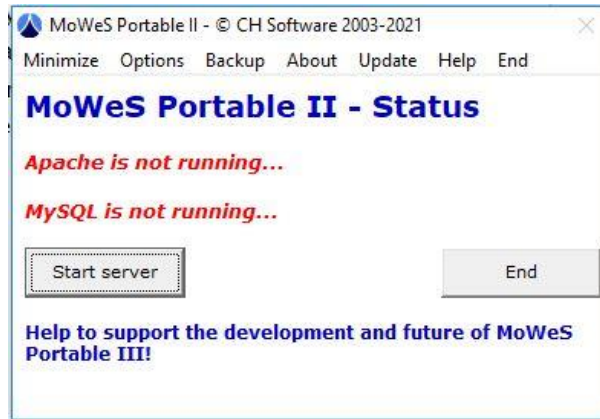 MoWeS Portable II - © CH Software 2003-2021
Minimize Options Backup About Update Help End
MoWeS Portable II - Status
Apache is not running...
MySQL is not running...
Start server End
Help to support the development and future of MoWeS
Portable III!